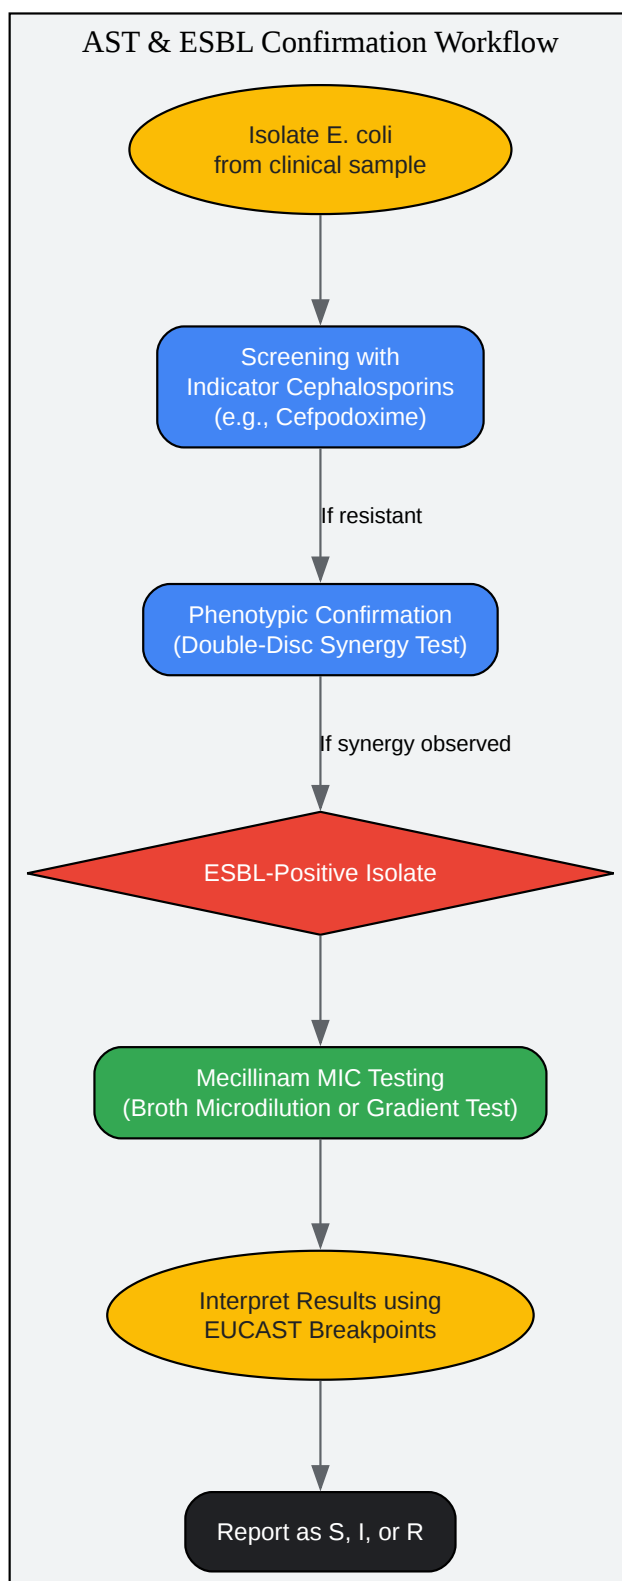 AST & ESBL Confirmation Workflow
Isolate E. coli
from clinical sample
Screening with
Indicator Cephalosporins
(e.g., Cefpodoxime)
If resistant
Phenotypic Confirmation
(Double-Disc Synergy Test)
If synergy observed
ESBL-Positive Isolate
Mecillinam MIC Testing
(Broth Microdilution or Gradient Test)
Interpret Results using
EUCAST Breakpoints
Report as S, I, or R